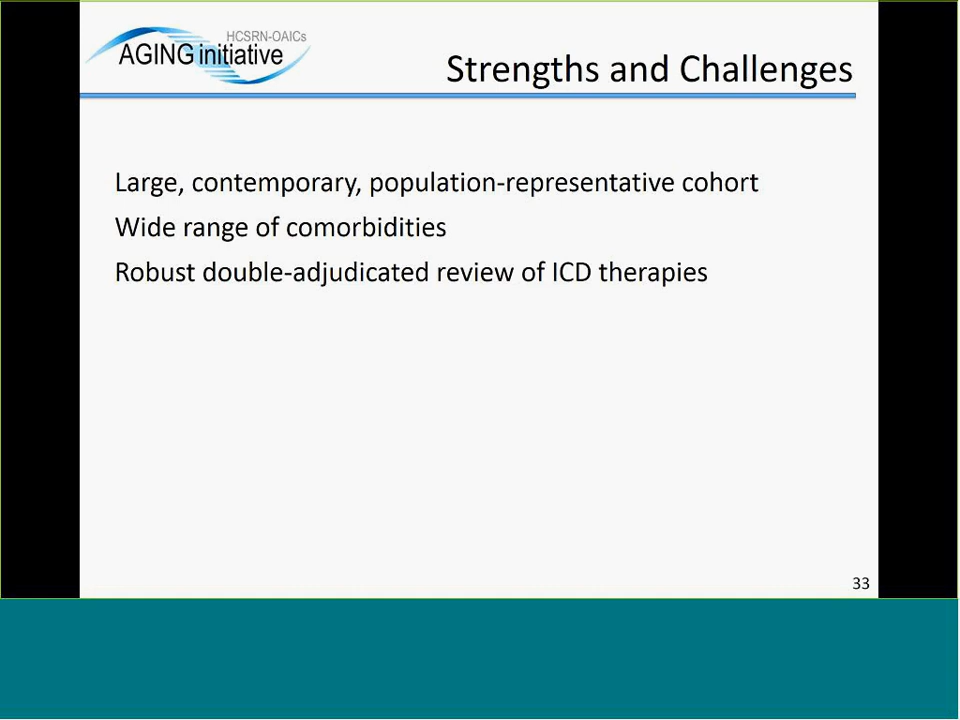 HCSRN-OAICs
AGING initiative
Strengths and Challenges
Large, contemporary, population-representative cohort
Wide range of comorbidities
Robust double-adjudicated review of ICD therapies
33